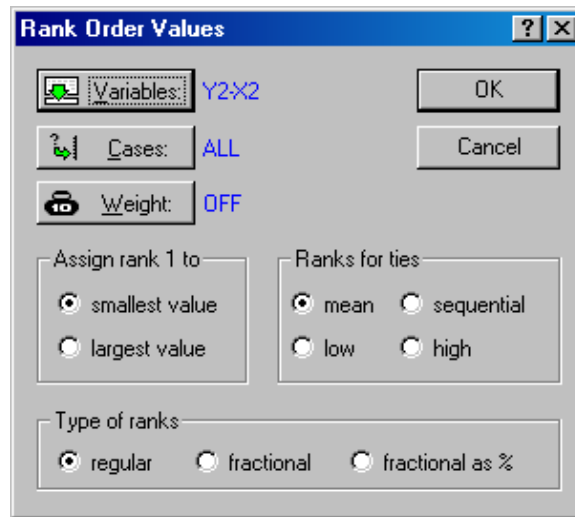 Rank Order Values
Variables: Y2-X2
OK
Cases: ALL
Cancel
10 Weight: OFF
Assign rank 1 to
smallest value
largest value
Ranks for ties
mean sequential
low high
Type of ranks
regular fractional fractional as %